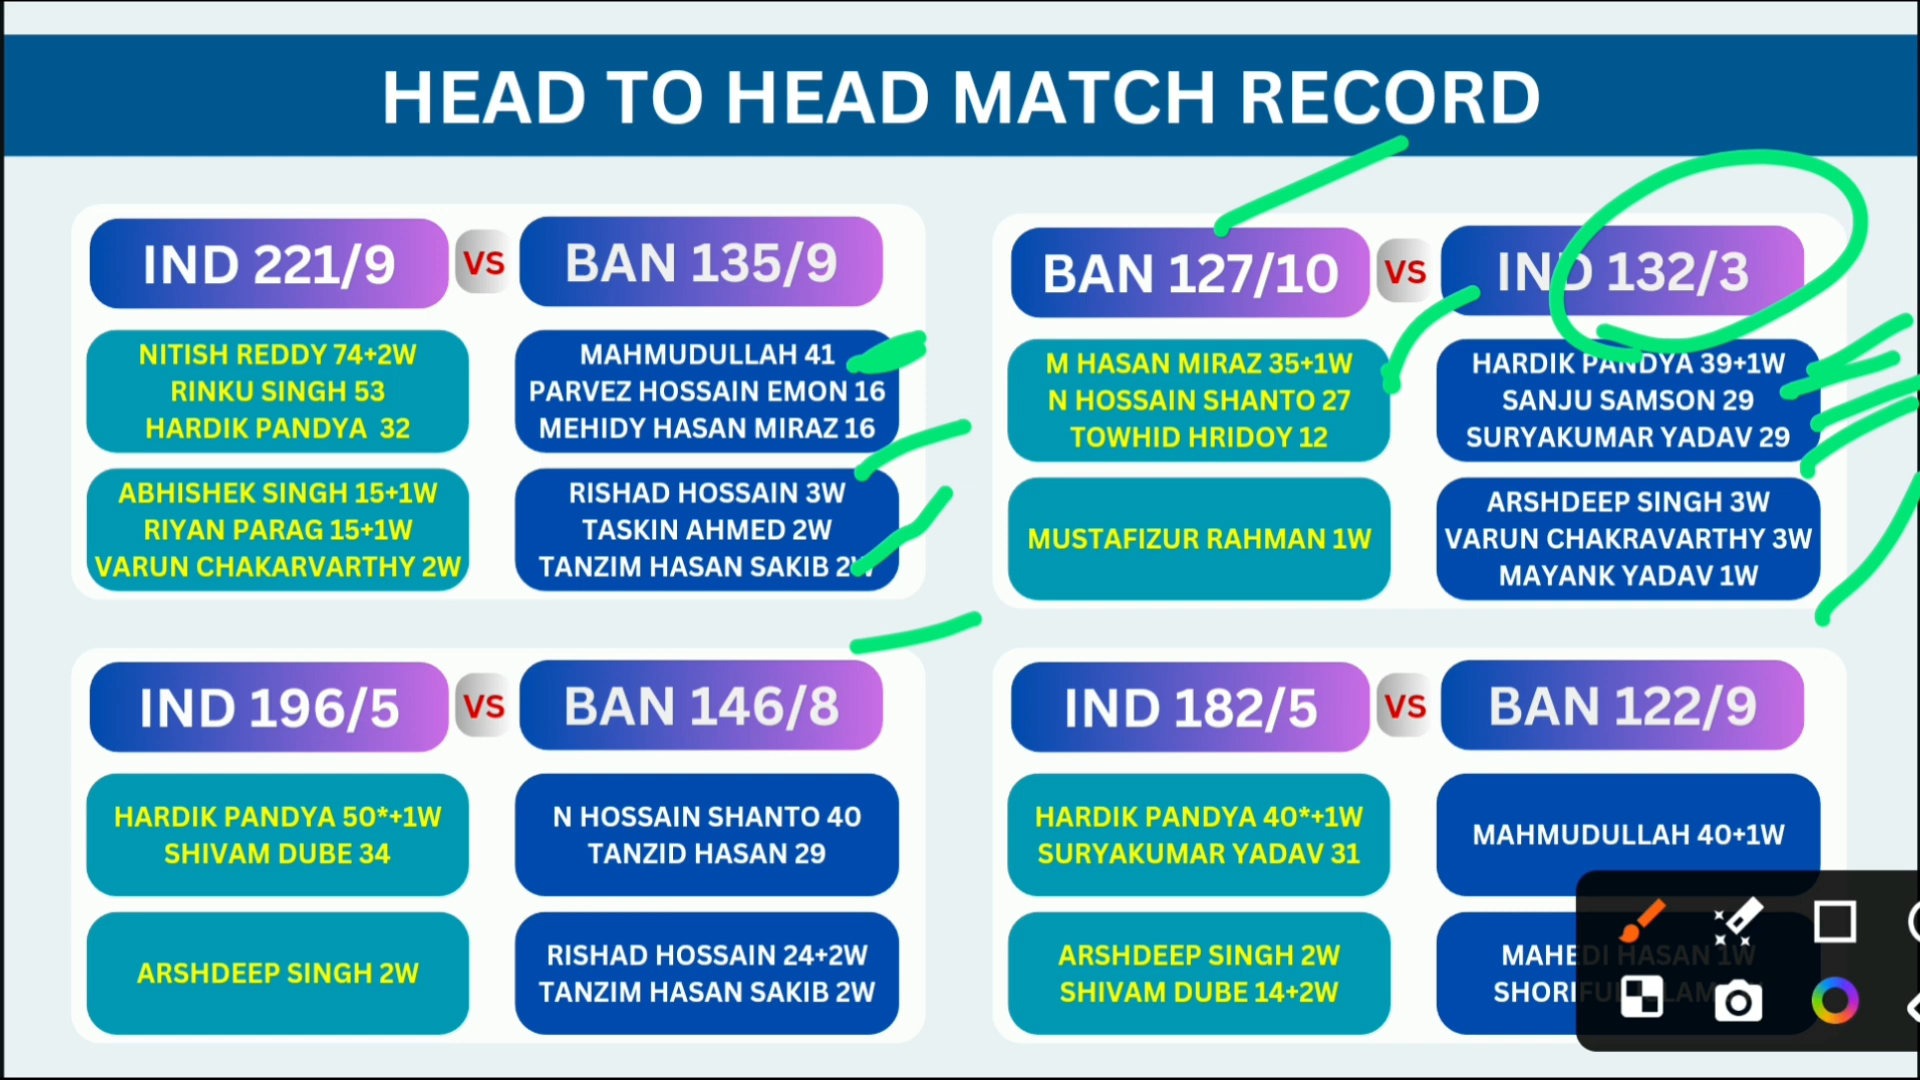 HEAD TO HEAD MATCH RECORD
IND 221/9 VS BAN 135/9
NITISH REDDY 74+2W
RINKU SINGH 53
HARDIK PANDYA 32
MAHMUDULLAH 41
PARVEZ HOSSAIN EMON 16
MEHIDY HASAN MIRAZ 16
ABHISHEK SINGH 15+1W
RIYAN PARAG 15+1W
VARUN CHAKARVARTHY 2W
RISHAD HOSSAIN 3W
TASKIN AHMED 2W
TANZIM HASAN SAKIB 2W
BAN 127/10 VS IND 132/3
M HASAN MIRAZ 35+1W
N HOSSAIN SHANTO 27
TOWHID HRIDOY 12
HARDIK PANDYA 39+1W
SANJU SAMSON 29
SURYAKUMAR YADAV 29
MUSTAFIZUR RAHMAN 1W
ARSHDEEP SINGH 3W
VARUN CHAKRAVARTHY 3W
MAYANK YADAV 1W
IND 196/5 VS BAN 146/8
HARDIK PANDYA 50*+1W
SHIVAM DUBE 34
N HOSSAIN SHANTO 40
TANZID HASAN 29
ARSHDEEP SINGH 2W
RISHAD HOSSAIN 24+2W
TANZIM HASAN SAKIB 2W
IND 182/5 VS BAN 122/9
HARDIK PANDYA 40*+1W
SURYAKUMAR YADAV 31
MAHMUDULLAH 40+1W
ARSHDEEP SINGH 2W
SHIVAM DUBE 14+2W
MAHEDI HASAN 1W